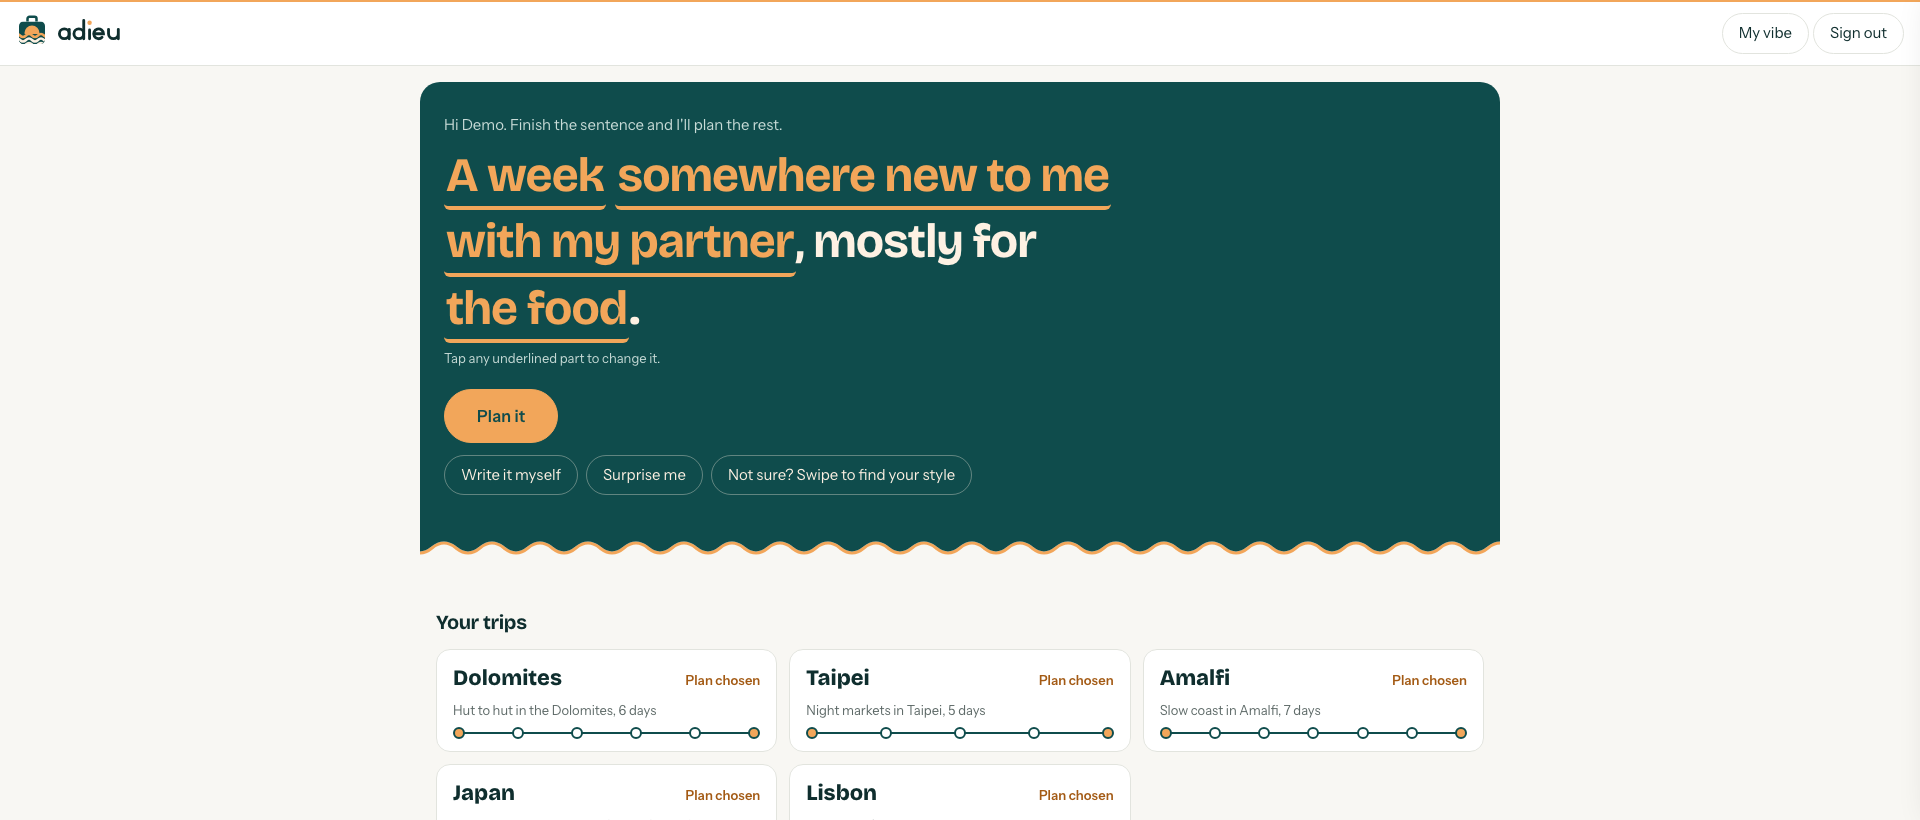 adieu
My vibe
Sign out
Hi Demo. Finish the sentence and I'll plan the rest.
A week somewhere new to me
with my partner, mostly for
the food.
Tap any underlined part to change it.
Plan it
Write it myself
Surprise me
Not sure? Swipe to find your style
Your trips
Dolomites
Plan chosen
Hut to hut in the Dolomites, 6 days
Taipei
Plan chosen
Night markets in Taipei, 5 days
Amalfi
Plan chosen
Slow coast in Amalfi, 7 days
Japan
Plan chosen
Lisbon
Plan chosen